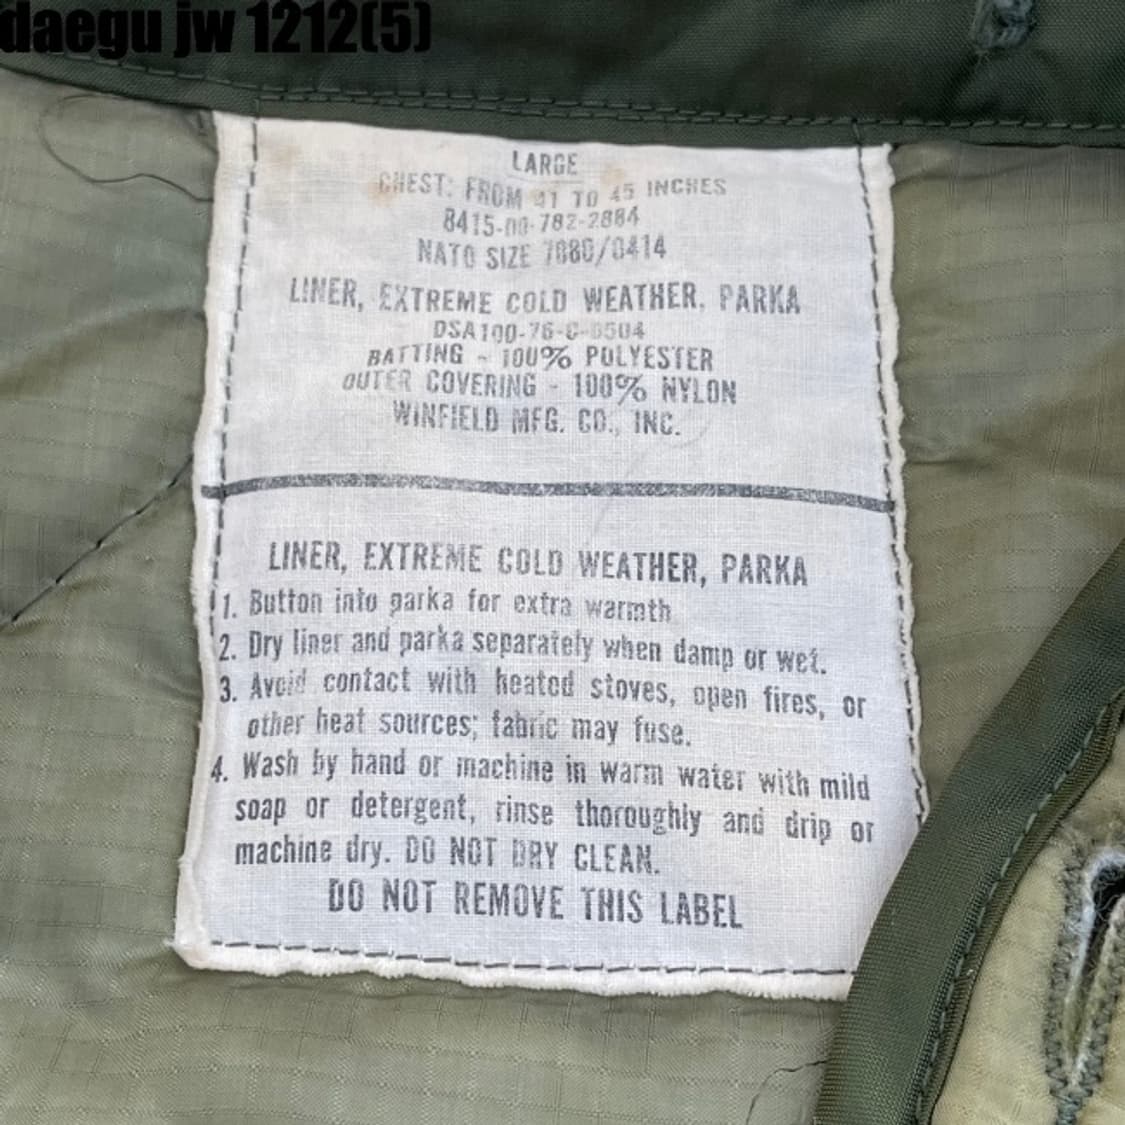 daegu jw 1212(5)
LARGE
CHEST: FROM 41 TO 45 INCHES
8415-00-782-2884
NATO SIZE 7080/0414
LINER, EXTREME COLD WEATHER, PARKA
DSA100-76-C-0504
BATTING - 100% POLYESTER
OUTER COVERING - 100% NYLON
WINFIELD MFG. CO., INC.
LINER, EXTREME COLD WEATHER, PARKA
1. Button into parka for extra warmth
2. Dry liner and parka separately when damp or wet.
3. Avoid contact with heated stoves, open fires, or
other heat sources; fabric may fuse.
4. Wash by hand or machine in warm water with mild
soap or detergent, rinse thoroughly and drip or
machine dry. DO NOT DRY CLEAN.
DO NOT REMOVE THIS LABEL